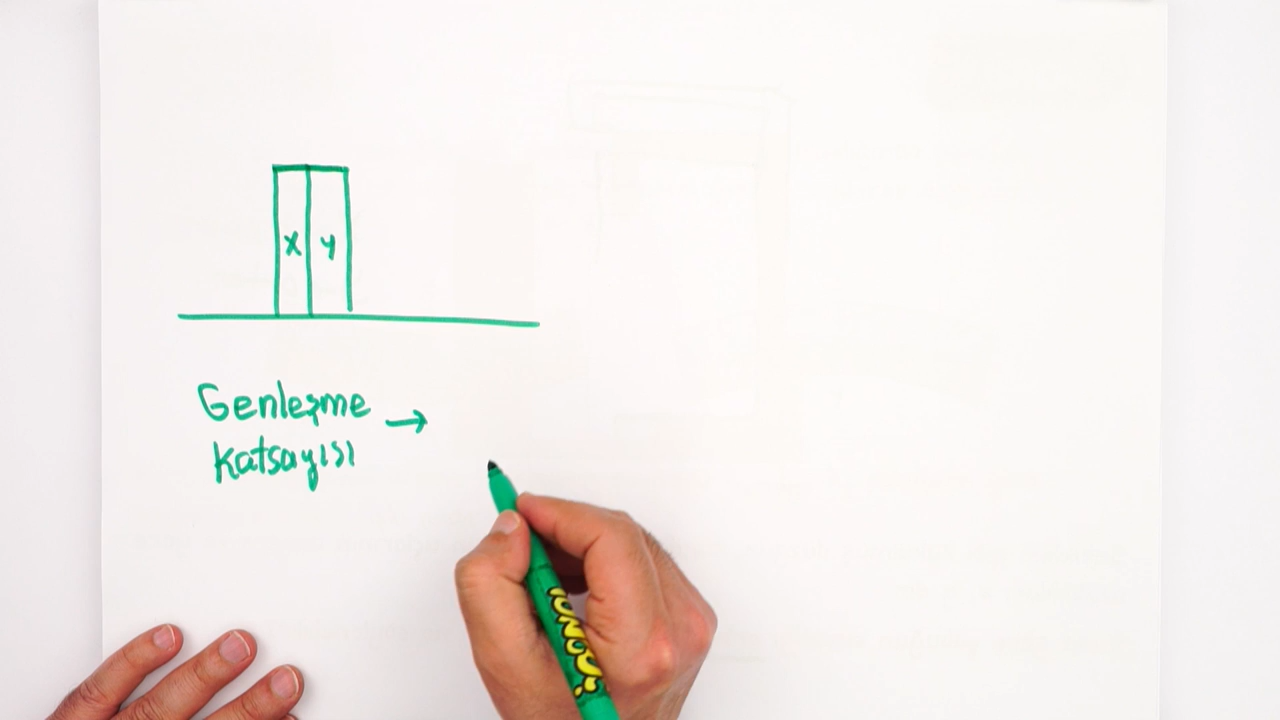 x y
Genleşme →
katsayısı